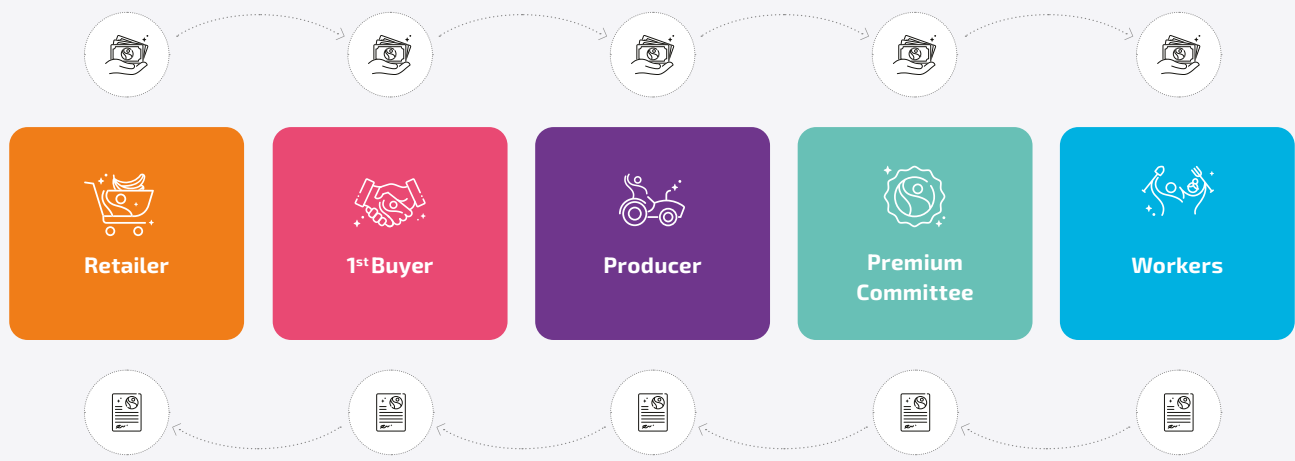 Retailer
1st Buyer
Producer
Premium
Committee
Workers